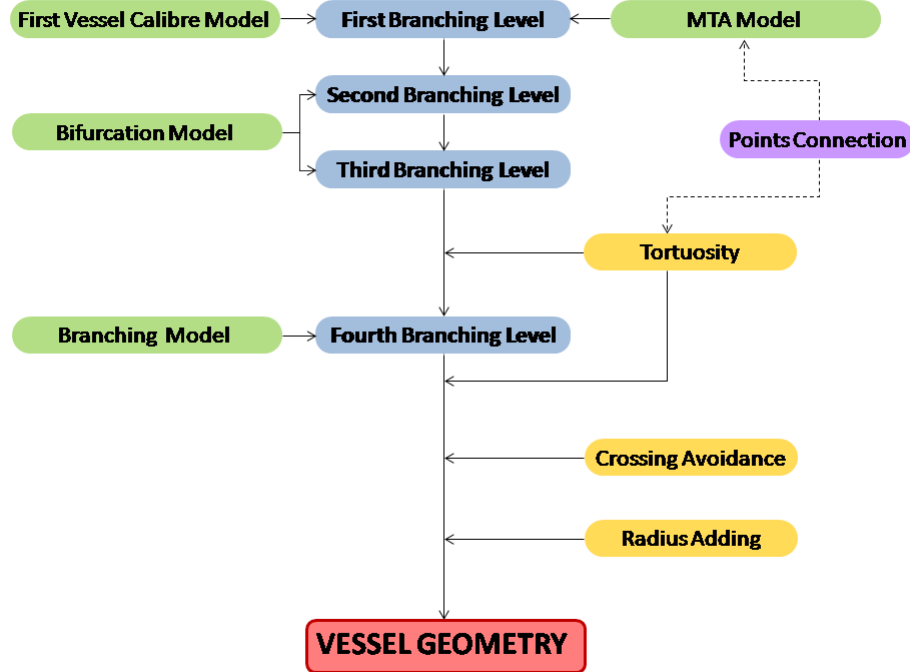 First Vessel Calibre Model
First Branching Level
MTA Model
Second Branching Level
Bifurcation Model
Points Connection
Third Branching Level
Tortuosity
Branching Model
Fourth Branching Level
Crossing Avoidance
Radius Adding
VESSEL GEOMETRY